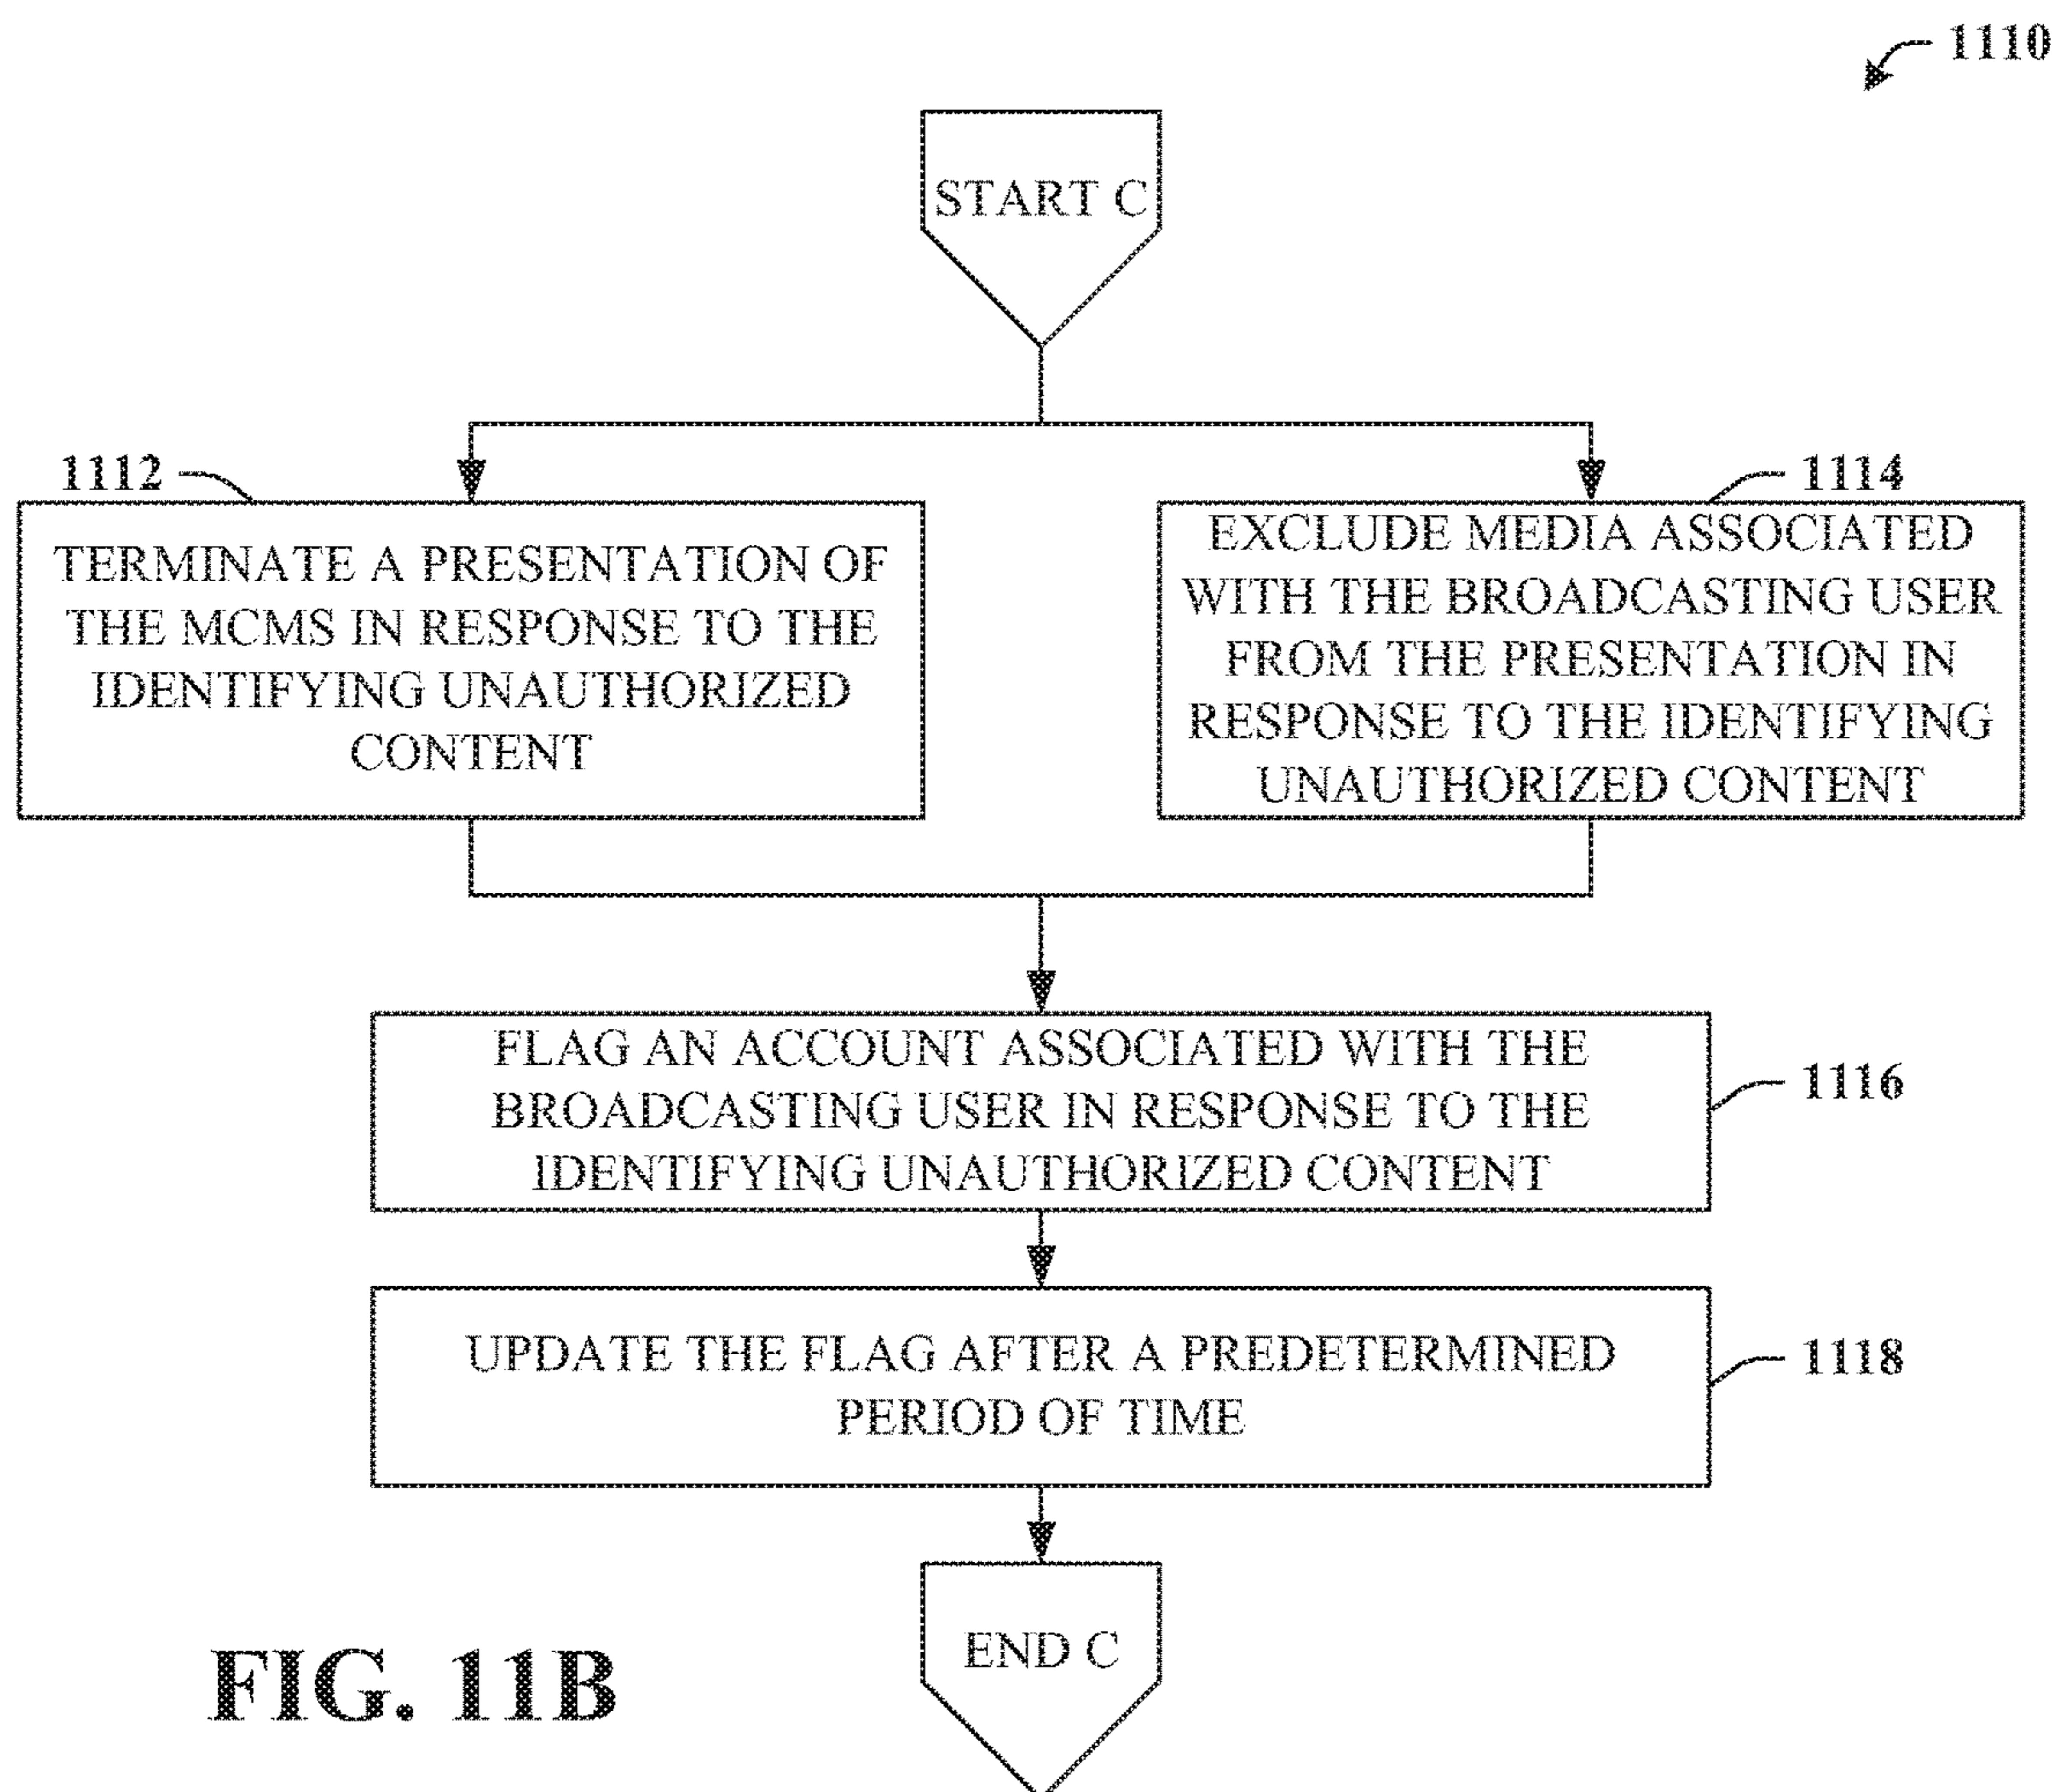 1110
START C
1112
TERMINATE A PRESENTATION OF
THE MCMS IN RESPONSE TO THE
IDENTIFYING UNAUTHORIZED
CONTENT
1114
EXCLUDE MEDIA ASSOCIATED
WITH THE BROADCASTING USER
FROM THE PRESENTATION IN
RESPONSE TO THE IDENTIFYING
UNAUTHORIZED CONTENT
FLAG AN ACCOUNT ASSOCIATED WITH THE
BROADCASTING USER IN RESPONSE TO THE
IDENTIFYING UNAUTHORIZED CONTENT
1116
UPDATE THE FLAG AFTER A PREDETERMINED
PERIOD OF TIME
1118
END C
FIG. 11B